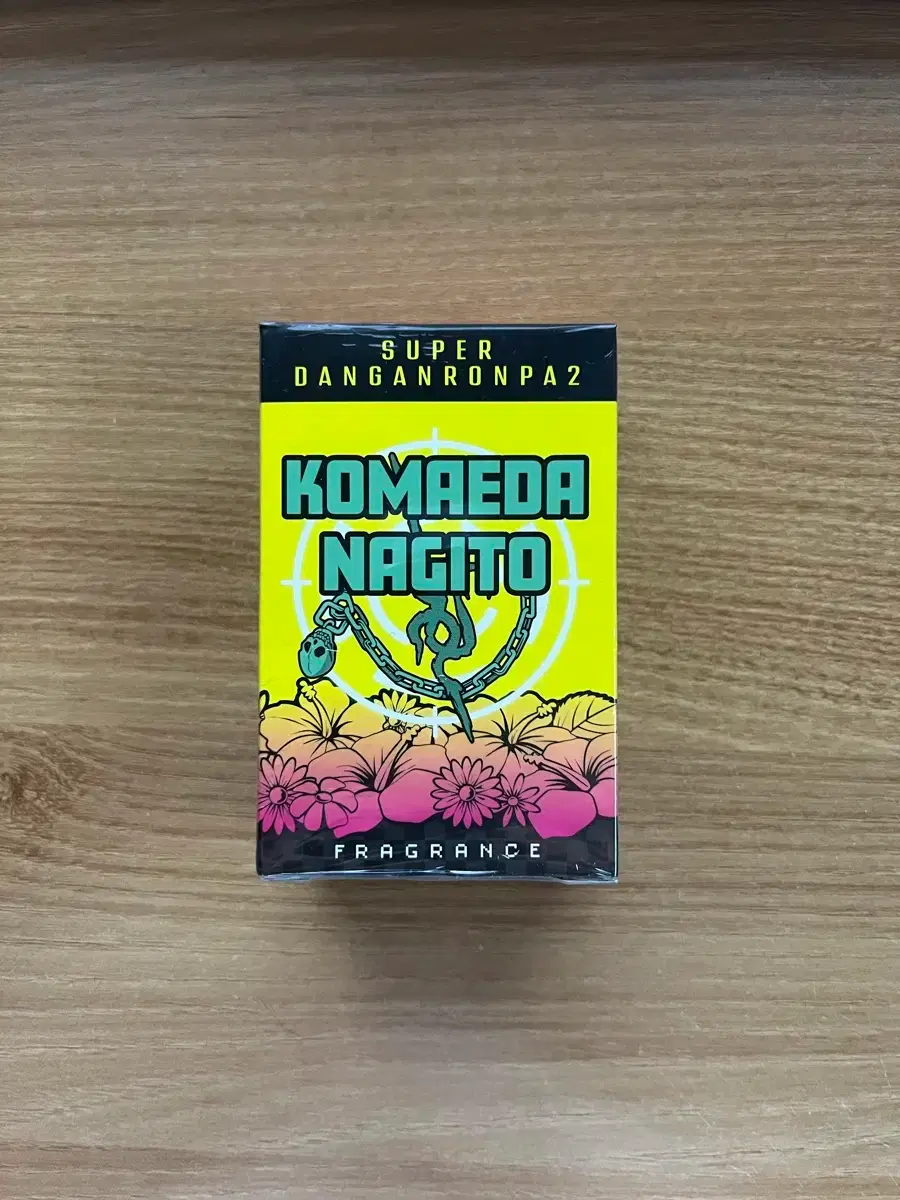 SUPER
DANGANRONPA2
KOMAEDA
NAGITO
FRAGRANCE